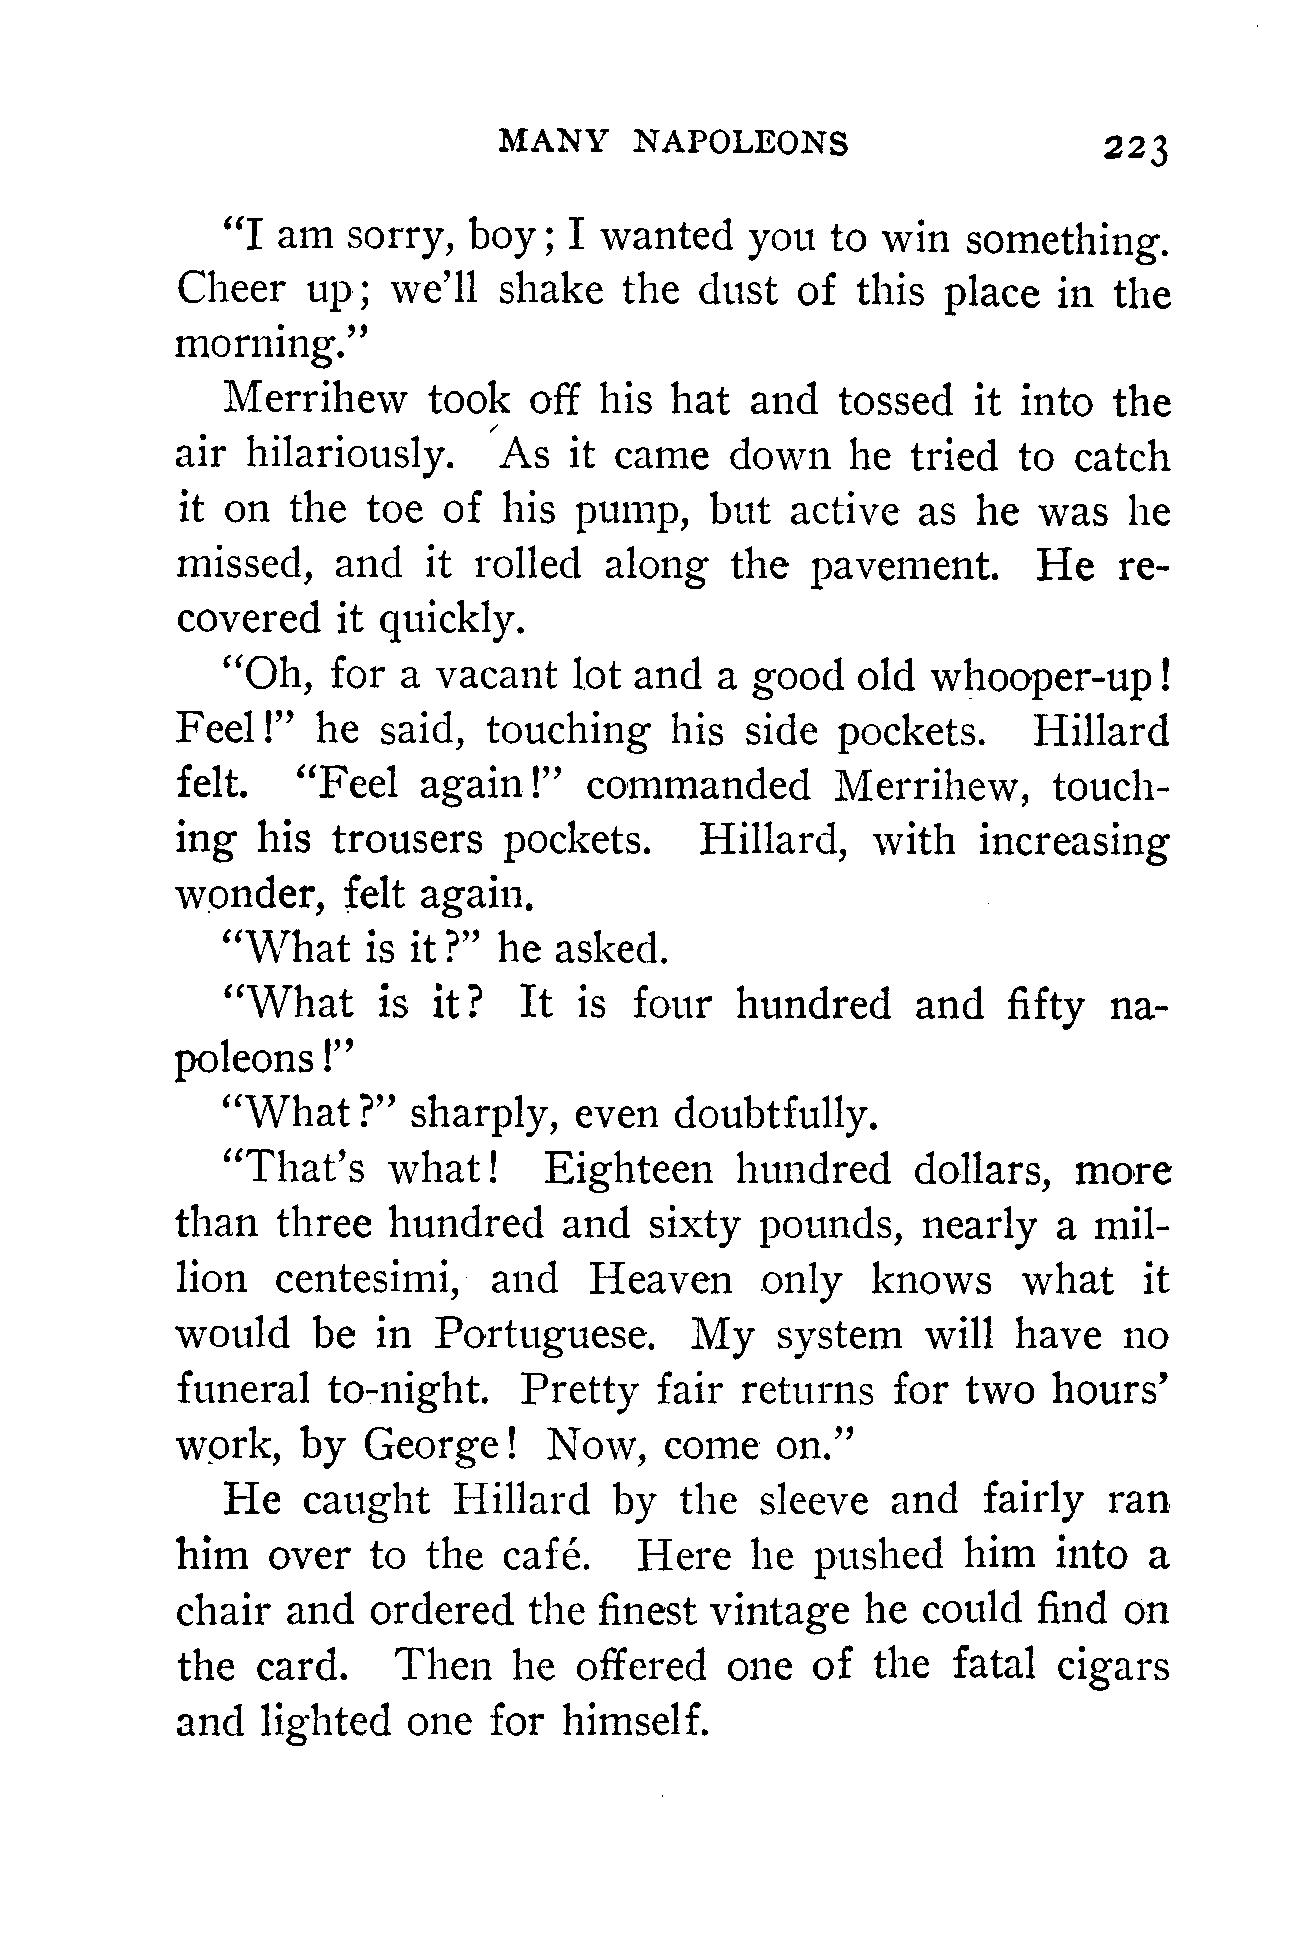 MANY NAPOLEONS 223
“I am sorry, boy; I wanted you to win something.
Cheer up; we’ll shake the dust of this place in the
morning.”
Merrihew took off his hat and tossed it into the
air hilariously. As it came down he tried to catch
it on the toe of his pump, but active as he was he
missed, and it rolled along the pavement. He re-
covered it quickly.
“Oh, for a vacant lot and a good old whooper-up!
Feel!” he said, touching his side pockets. Hillard
felt. “Feel again!” commanded Merrihew, touch-
ing his trousers pockets. Hillard, with increasing
wonder, felt again.
“What is it?” he asked.
“What is it? It is four hundred and fifty na-
poleons!”
“What?” sharply, even doubtfully.
“That’s what! Eighteen hundred dollars, more
than three hundred and sixty pounds, nearly a mil-
lion centesimi, and Heaven only knows what it
would be in Portuguese. My system will have no
funeral to-night. Pretty fair returns for two hours’
work, by George! Now, come on.”
He caught Hillard by the sleeve and fairly ran
him over to the café. Here he pushed him into a
chair and ordered the finest vintage he could find on
the card. Then he offered one of the fatal cigars
and lighted one for himself.